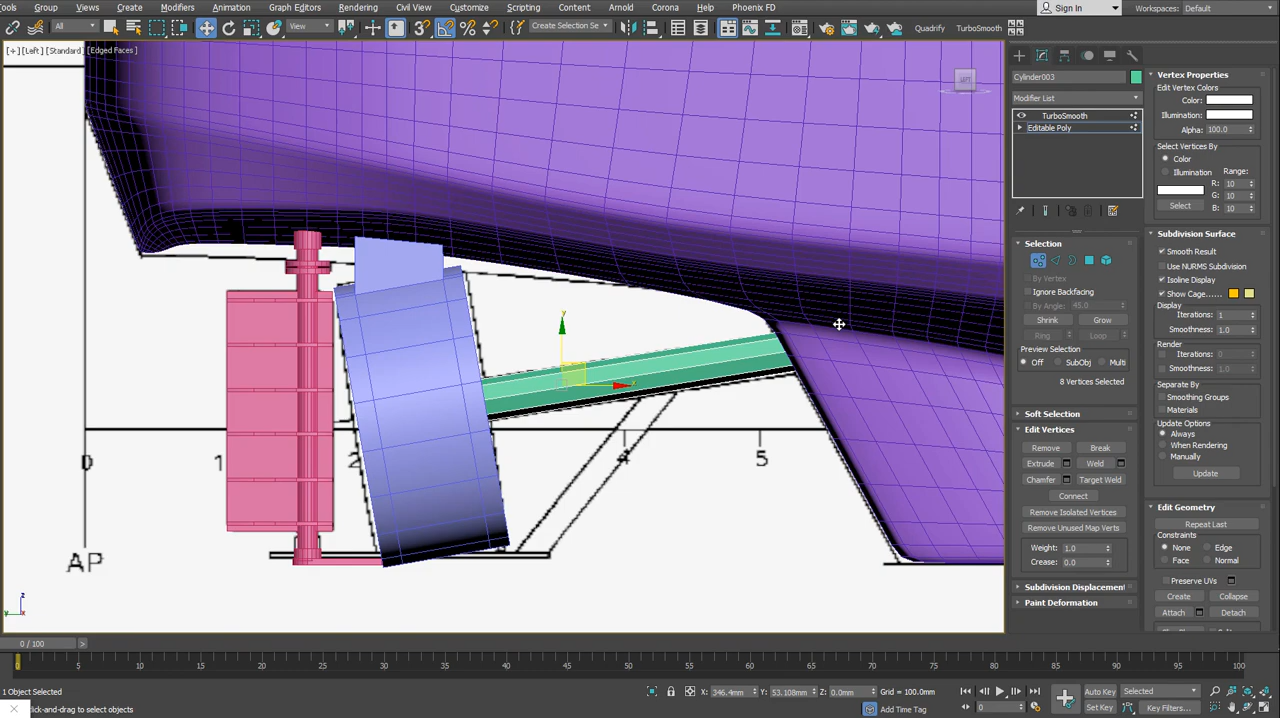 ools Group Views Create Modifiers Animation Graph Editors Rendering Civil View Customize Scripting Content Arnold Corona Help Phoenix FD Sign In Workspaces: Default
All View Create Selection Se Quadrify TurboSmooth
[+] [Left] [Standard] [Edged Faces]
LEFT
0 1 2 4 5
AP
z
y x
y
x
Cylinder003
Modifier List
TurboSmooth
Editable Poly
Selection
By Vertex
Ignore Backfacing
By Angle: 45.0
Shrink Grow
Ring Loop
Preview Selection
Off SubObj Multi
8 Vertices Selected
Soft Selection
Edit Vertices
Remove Break
Extrude Weld
Chamfer Target Weld
Connect
Remove Isolated Vertices
Remove Unused Map Verts
Weight: 1.0
Crease: 0.0
Subdivision Displacemen
Paint Deformation
Vertex Properties
Edit Vertex Colors
Color:
Illumination:
Alpha: 100.0
Select Vertices By
Color
Illumination
Range:
R: 10
G: 10
B: 10
Select
Subdivision Surface
Smooth Result
Use NURMS Subdivision
Isoline Display
Show Cage......
Display
Iterations: 1
Smoothness: 1.0
Render
Iterations: 0
Smoothness: 1.0
Separate By
Smoothing Groups
Materials
Update Options
Always
When Rendering
Manually
Update
Edit Geometry
Repeat Last
Constraints
None Edge
Face Normal
Preserve UVs
Create Collapse
Attach Detach
0 / 100
0 5 10 15 20 25 30 35 40 45 50 55 60 65 70 75 80 85 90 95 100
1 Object Selected
lick-and-drag to select objects
X: 346.4mm Y: 53.108mm Z: 0.0mm Grid = 100.0mm
Add Time Tag
0
Auto Key Selected
Set Key Key Filters...